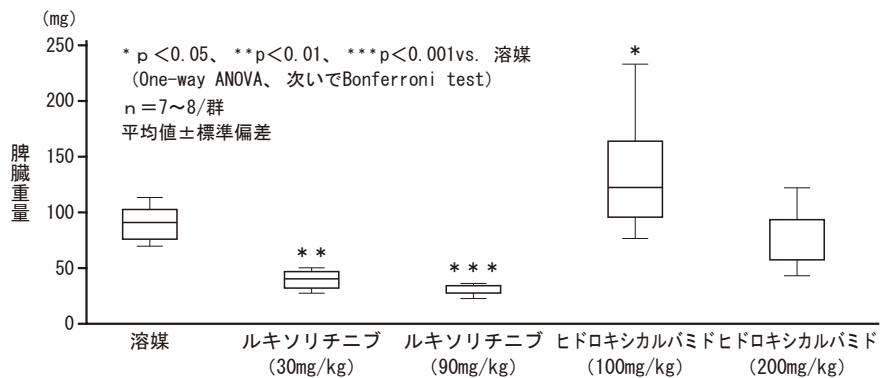 (mg)
250
200
150
100
50
0
脾臓重量
* p<0.05、 **p<0.01、 ***p<0.001vs. 溶媒
(One-way ANOVA、 次いでBonferroni test)
n=7～8/群
平均値±標準偏差
*
**
***
溶媒 ルキソリチニブ ルキソリチニブ ヒドロキシカルバミド ヒドロキシカルバミド
(30mg/kg) (90mg/kg) (100mg/kg) (200mg/kg)